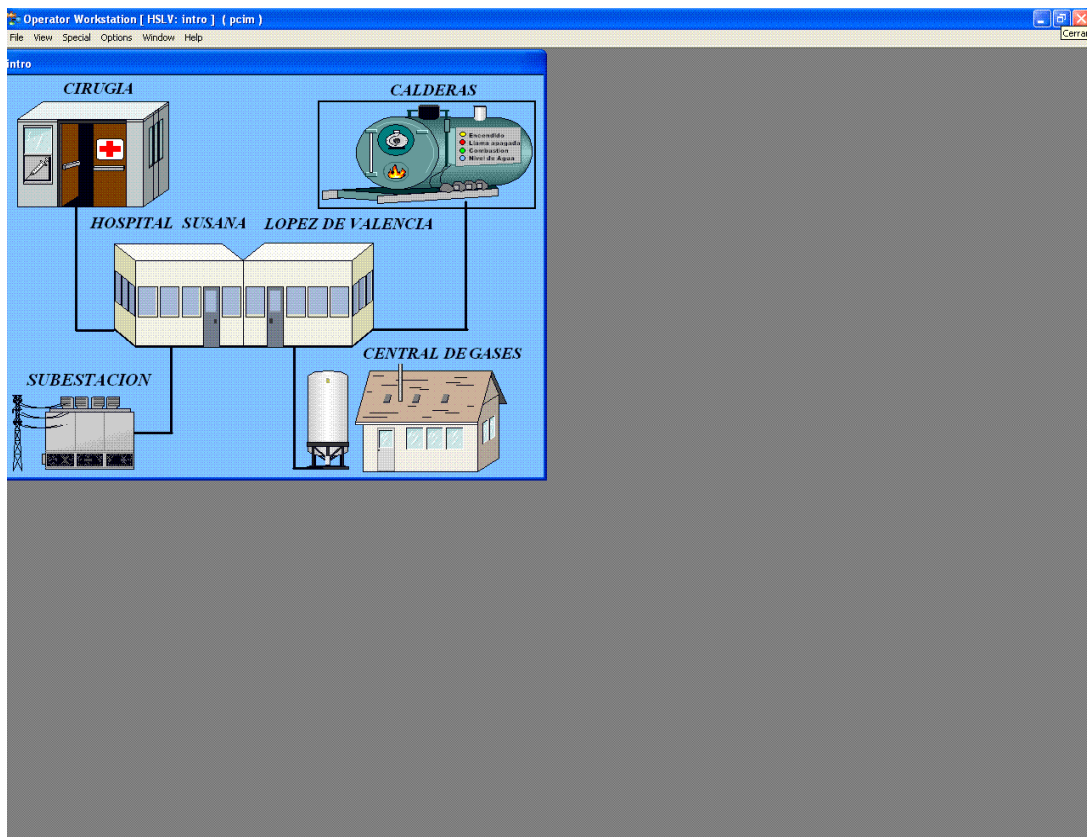 Operator Workstation [ HSLV: intro ] ( pcim )
File View Special Options Window Help
Cerrar
intro
CIRUGIA
CALDERAS
Encendido
Llama apagada
Combustion
Nivel de Agua
HOSPITAL SUSANA LOPEZ DE VALENCIA
CENTRAL DE GASES
SUBESTACION